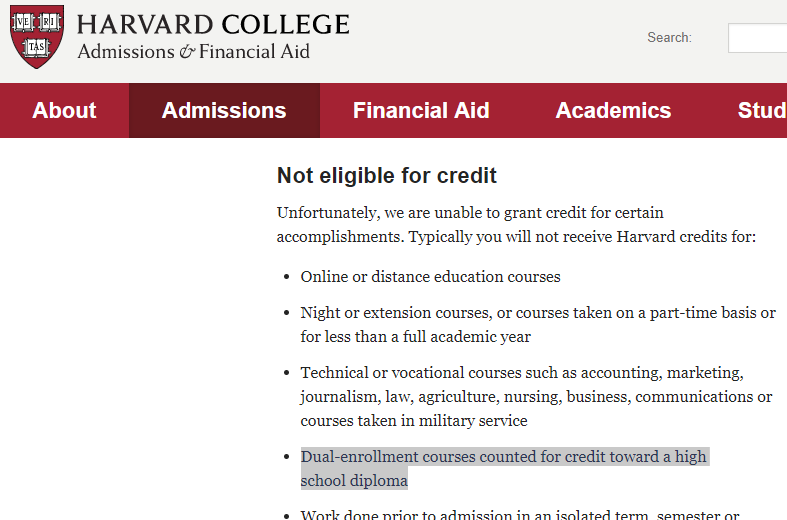 VE RI TAS
HARVARD COLLEGE
Admissions & Financial Aid
Search:
About Admissions Financial Aid Academics Stud
Not eligible for credit
Unfortunately, we are unable to grant credit for certain
accomplishments. Typically you will not receive Harvard credits for:
• Online or distance education courses
• Night or extension courses, or courses taken on a part-time basis or
for less than a full academic year
• Technical or vocational courses such as accounting, marketing,
journalism, law, agriculture, nursing, business, communications or
courses taken in military service
• Dual-enrollment courses counted for credit toward a high
school diploma
• Work done prior to admission in an isolated term, semester or